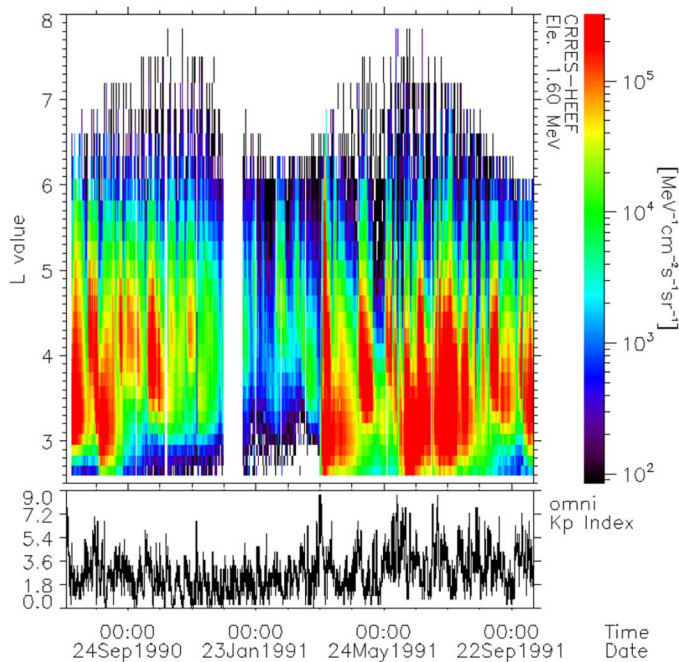 8
7
6
5
4
3
L value
CRRES-HEEF
Ele. 1.60 MeV
10⁵
10⁴
10³
10²
[MeV⁻¹cm⁻²s⁻¹sr⁻¹]
9.0
7.2
5.4
3.6
1.8
0.0
omni
Kp Index
00:00 00:00 00:00 00:00 Time
24Sep1990 23Jan1991 24May1991 22Sep1991 Date